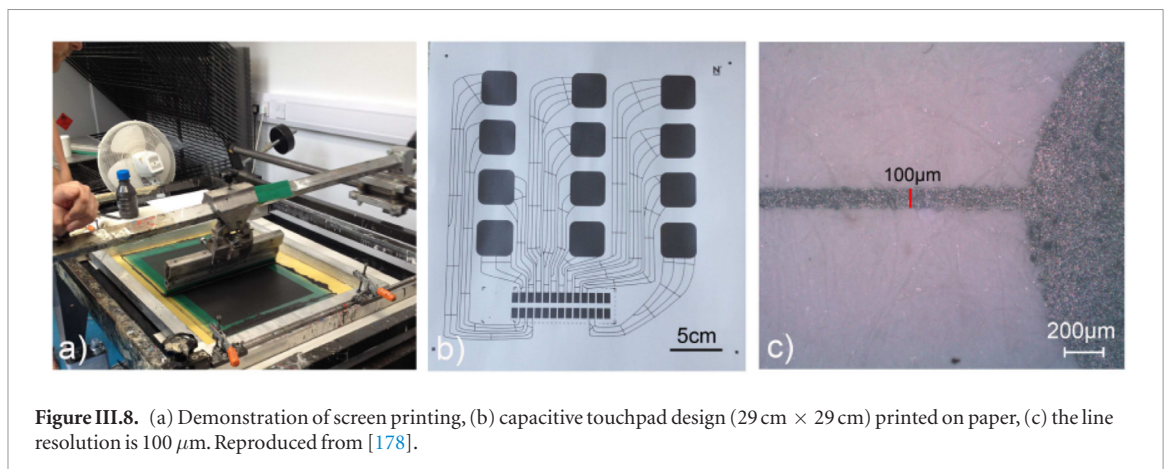 a)
b)
N
5cm
c)
100μm
200μm
Figure III.8. (a) Demonstration of screen printing, (b) capacitive touchpad design (29 cm × 29 cm) printed on paper, (c) the line
resolution is 100 μm. Reproduced from [178].